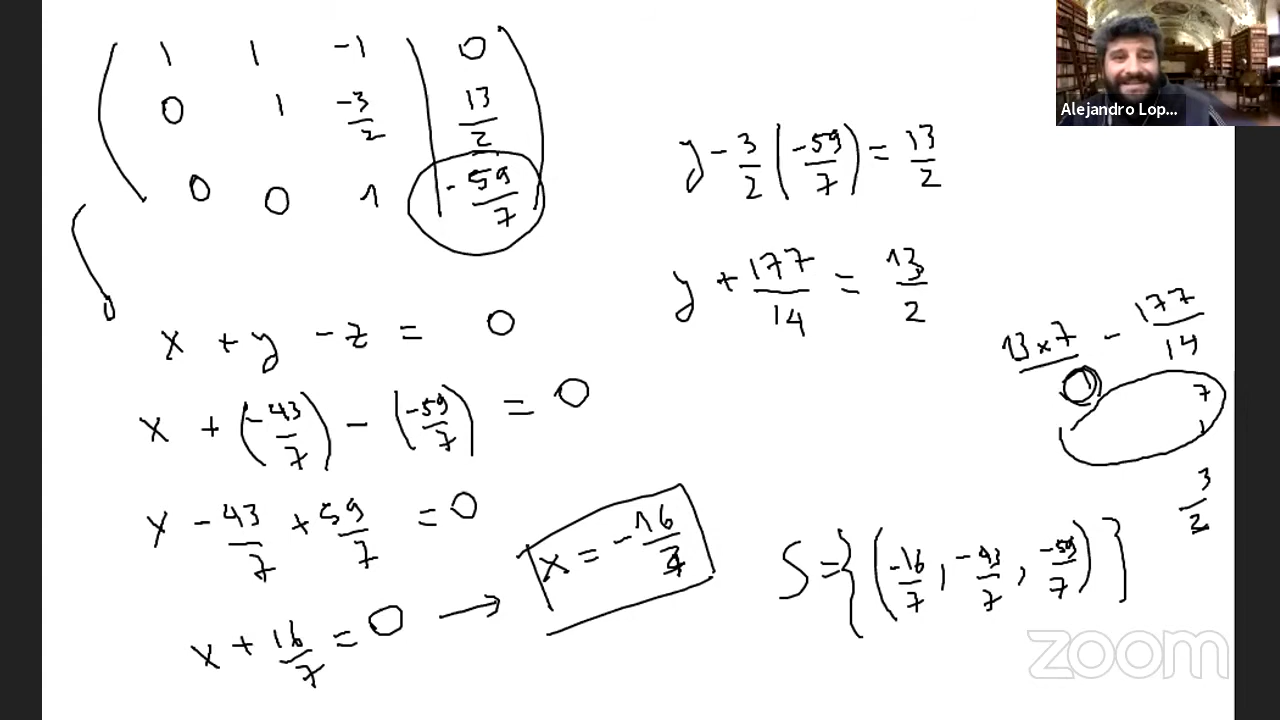 1 1 -1 | 0
0 1 -3/2 | 13/2
0 0 1 | -59/7
x + y - z = 0
x + (-43/7) - (-59/7) = 0
x - 43/7 + 59/7 = 0
x + 16/7 = 0 → x = -16/7
y - 3/2 (-59/7) = 13/2
y + 177/14 = 13/2
13x7 - 177/14
7
1
3/2
S = {(-16/7, -43/7, -59/7)}
Alejandro Lop...
zoom